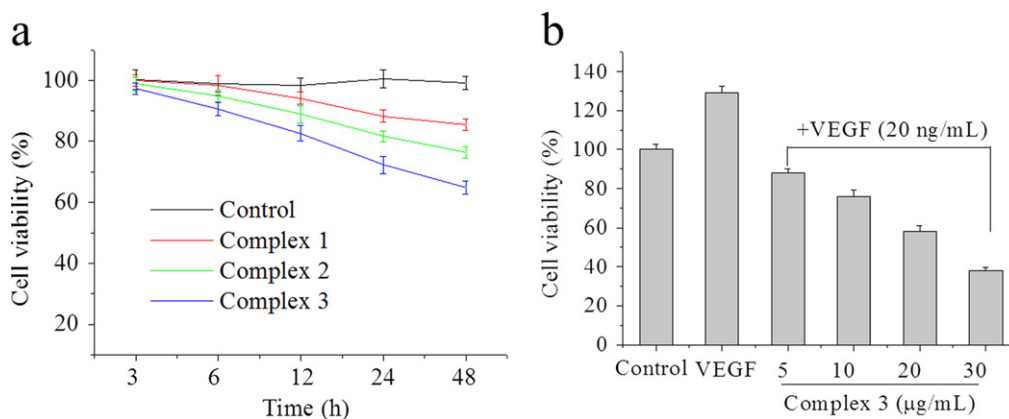 a
Cell viability (%)
100
80
60
40
20
Control
Complex 1
Complex 2
Complex 3
3 6 12 24 48
Time (h)
b
Cell viability (%)
140
120
100
80
60
40
20
0
+VEGF (20 ng/mL)
Control VEGF 5 10 20 30
Complex 3 (μg/mL)